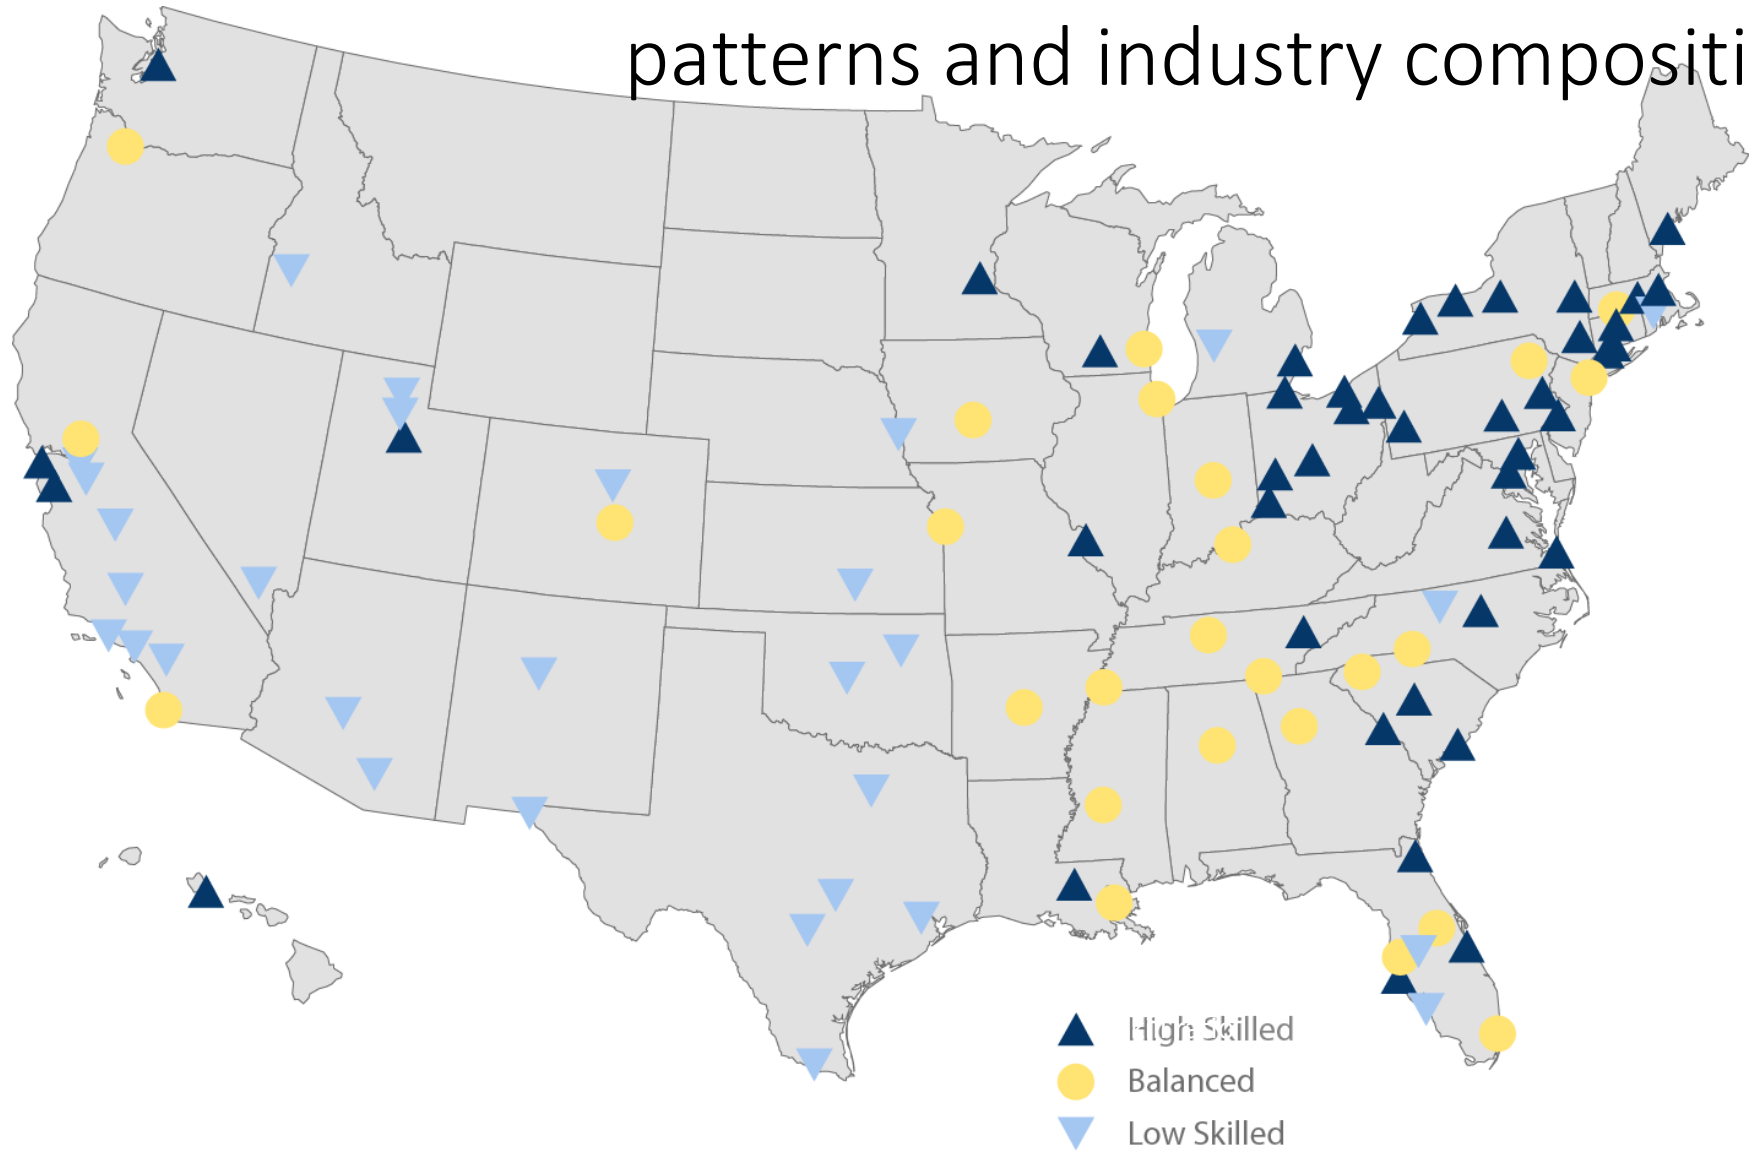 patterns and industry compositi
High Skilled
Balanced
Low Skilled